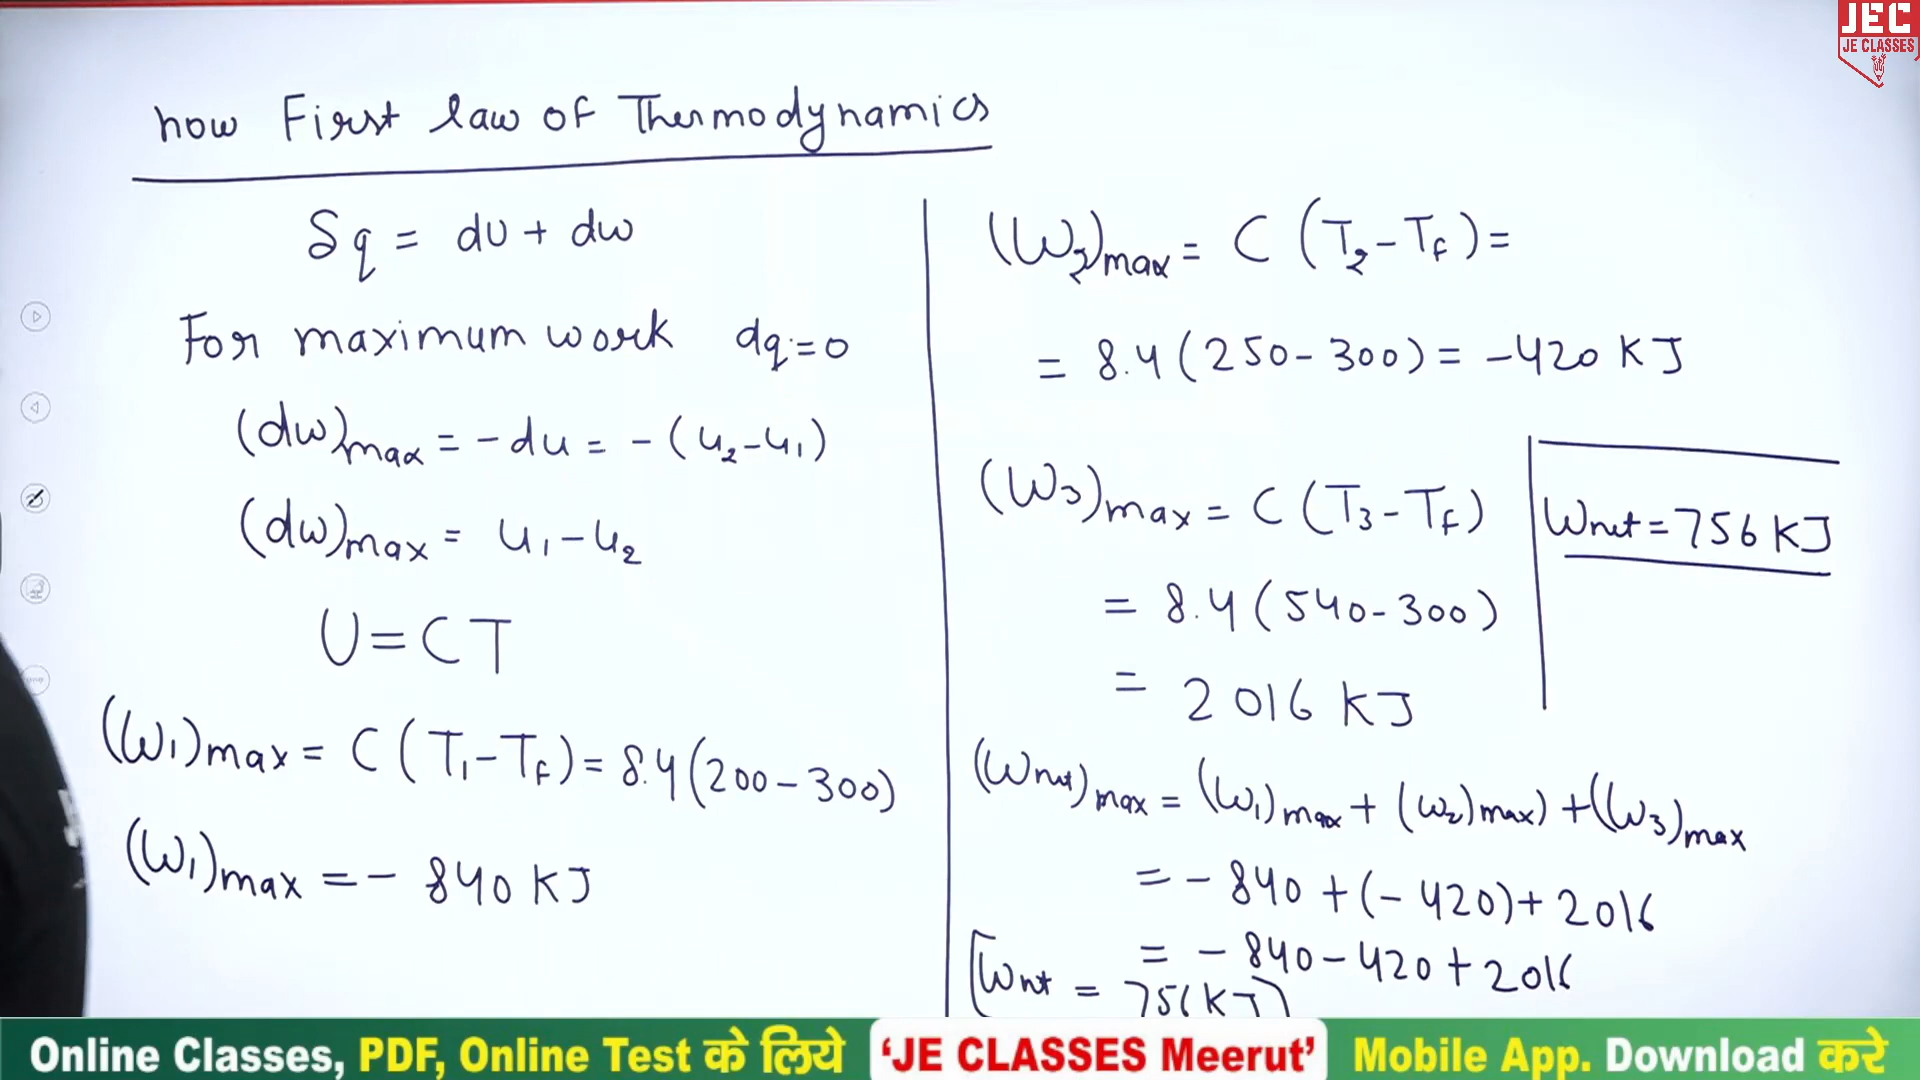 JEC
JE CLASSES
now First law of Thermodynamics
δq = dU + dw
For maximum work dq = 0
(dw)max = - du = - (u₂ - u₁)
(dw)max = u₁ - u₂
U = CT
(W₁)max = C (T₁ - Tf) = 8.4 (200 - 300)
(W₁)max = - 840 KJ
(W₂)max = C (T₂ - Tf) =
= 8.4 (250 - 300) = -420 KJ
(W₃)max = C (T₃ - Tf)
= 8.4 (540 - 300)
= 2016 KJ
Wnet = 756 KJ
(Wnet)max = (W₁)max + (W₂)max) + (W₃)max
= - 840 + (- 420) + 2016
= - 840 - 420 + 2016
Wnt = 756 KJ
Online Classes, PDF, Online Test के लिये 'JE CLASSES Meerut' Mobile App. Download करे